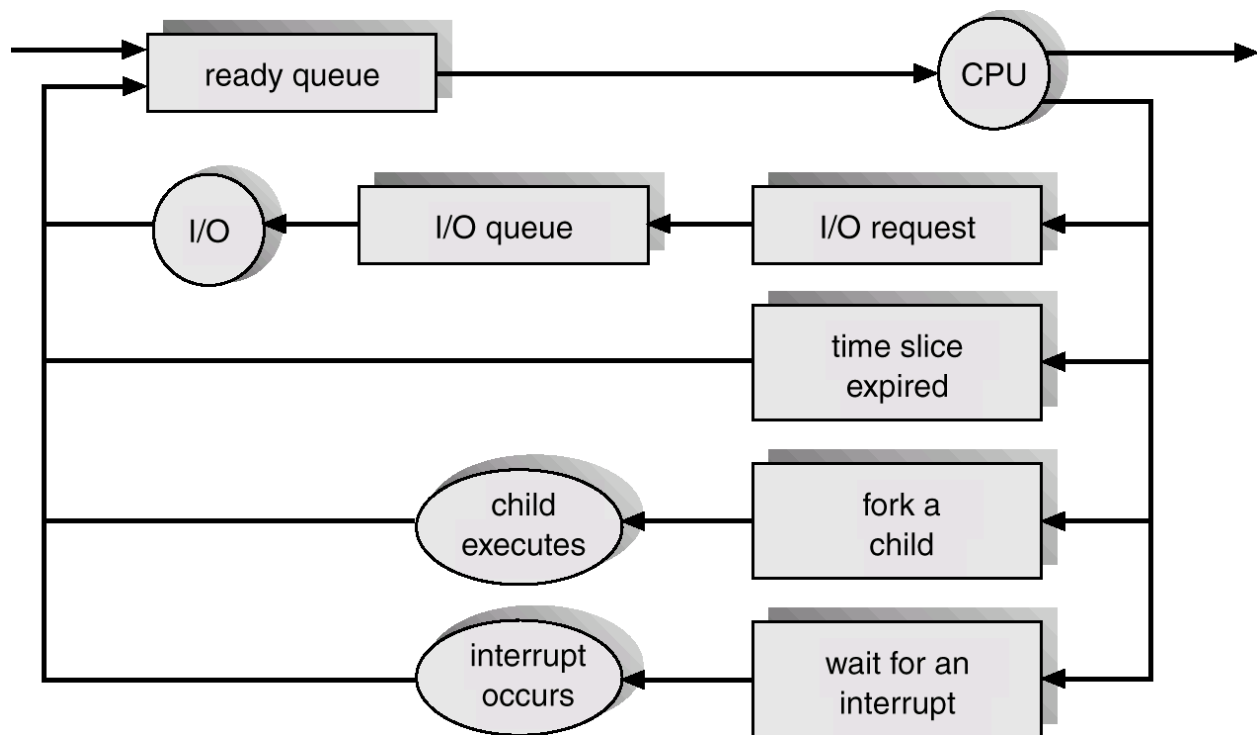 ready queue
CPU
I/O
I/O queue
I/O request
time slice
expired
child
executes
fork a
child
interrupt
occurs
wait for an
interrupt